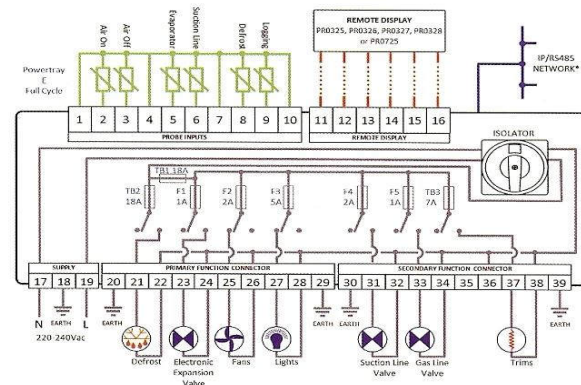 Air On
Air Off
Evaporator
Suction Line
Defrost
Logging
REMOTE DISPLAY
PR0325, PR0326, PR0327, PR0328
or PR0725
IP/RS485
NETWORK*
Powertray
E
Full Cycle
1 2 3 4 5 6 7 8 9 10 11 12 13 14 15 16
PROBE INPUTS
REMOTE DISPLAY
ISOLATOR
TB1 18A
TB2
18A
F1
1A
F2
2A
F3
5A
F4
2A
F5
1A
TB3
7A
SUPPLY
PRIMARY FUNCTION CONNECTOR
SECONDARY FUNCTION CONNECTOR
17 18 19 20 21 22 23 24 25 26 27 28 29 30 31 32 33 34 35 36 37 38 39
N EARTH L EARTH EARTH EARTH EARTH EARTH
220-240Vac
Defrost
Electronic
Expansion
Valve
Fans
Lights
Suction Line
Valve
Gas Line
Valve
Trims